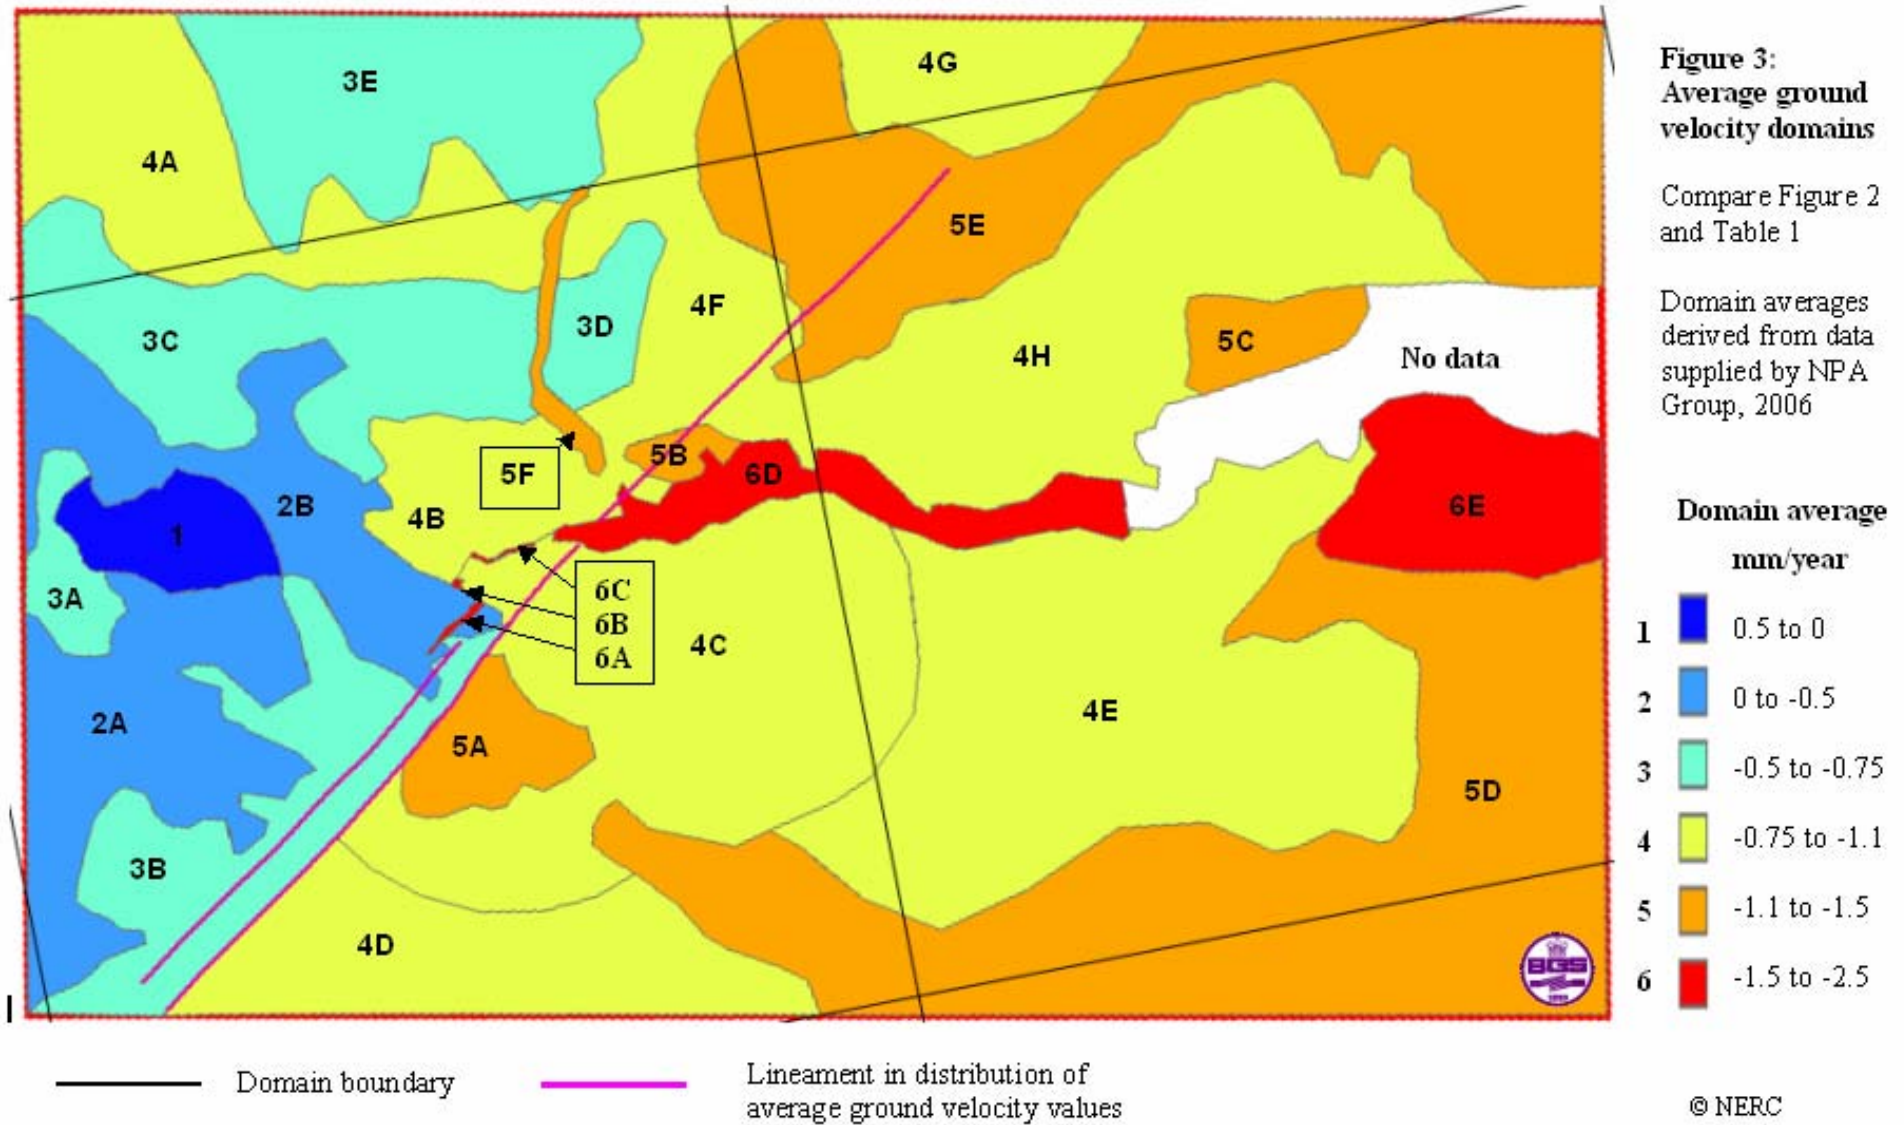 Figure 3:
Average ground
velocity domains
Compare Figure 2
and Table 1
Domain averages
derived from data
supplied by NPA
Group, 2006
3E
4G
4A
5E
4F
3D
3C
4H
5C
No data
5B
5F
6D
2B
4B
6E
1
3A
6C
6B
6A
4C
2A
4E
5A
5D
3B
4D
BGS
Domain average
mm/year
1 0.5 to 0
2 0 to -0.5
3 -0.5 to -0.75
4 -0.75 to -1.1
5 -1.1 to -1.5
6 -1.5 to -2.5
Domain boundary
Lineament in distribution of
average ground velocity values
© NERC